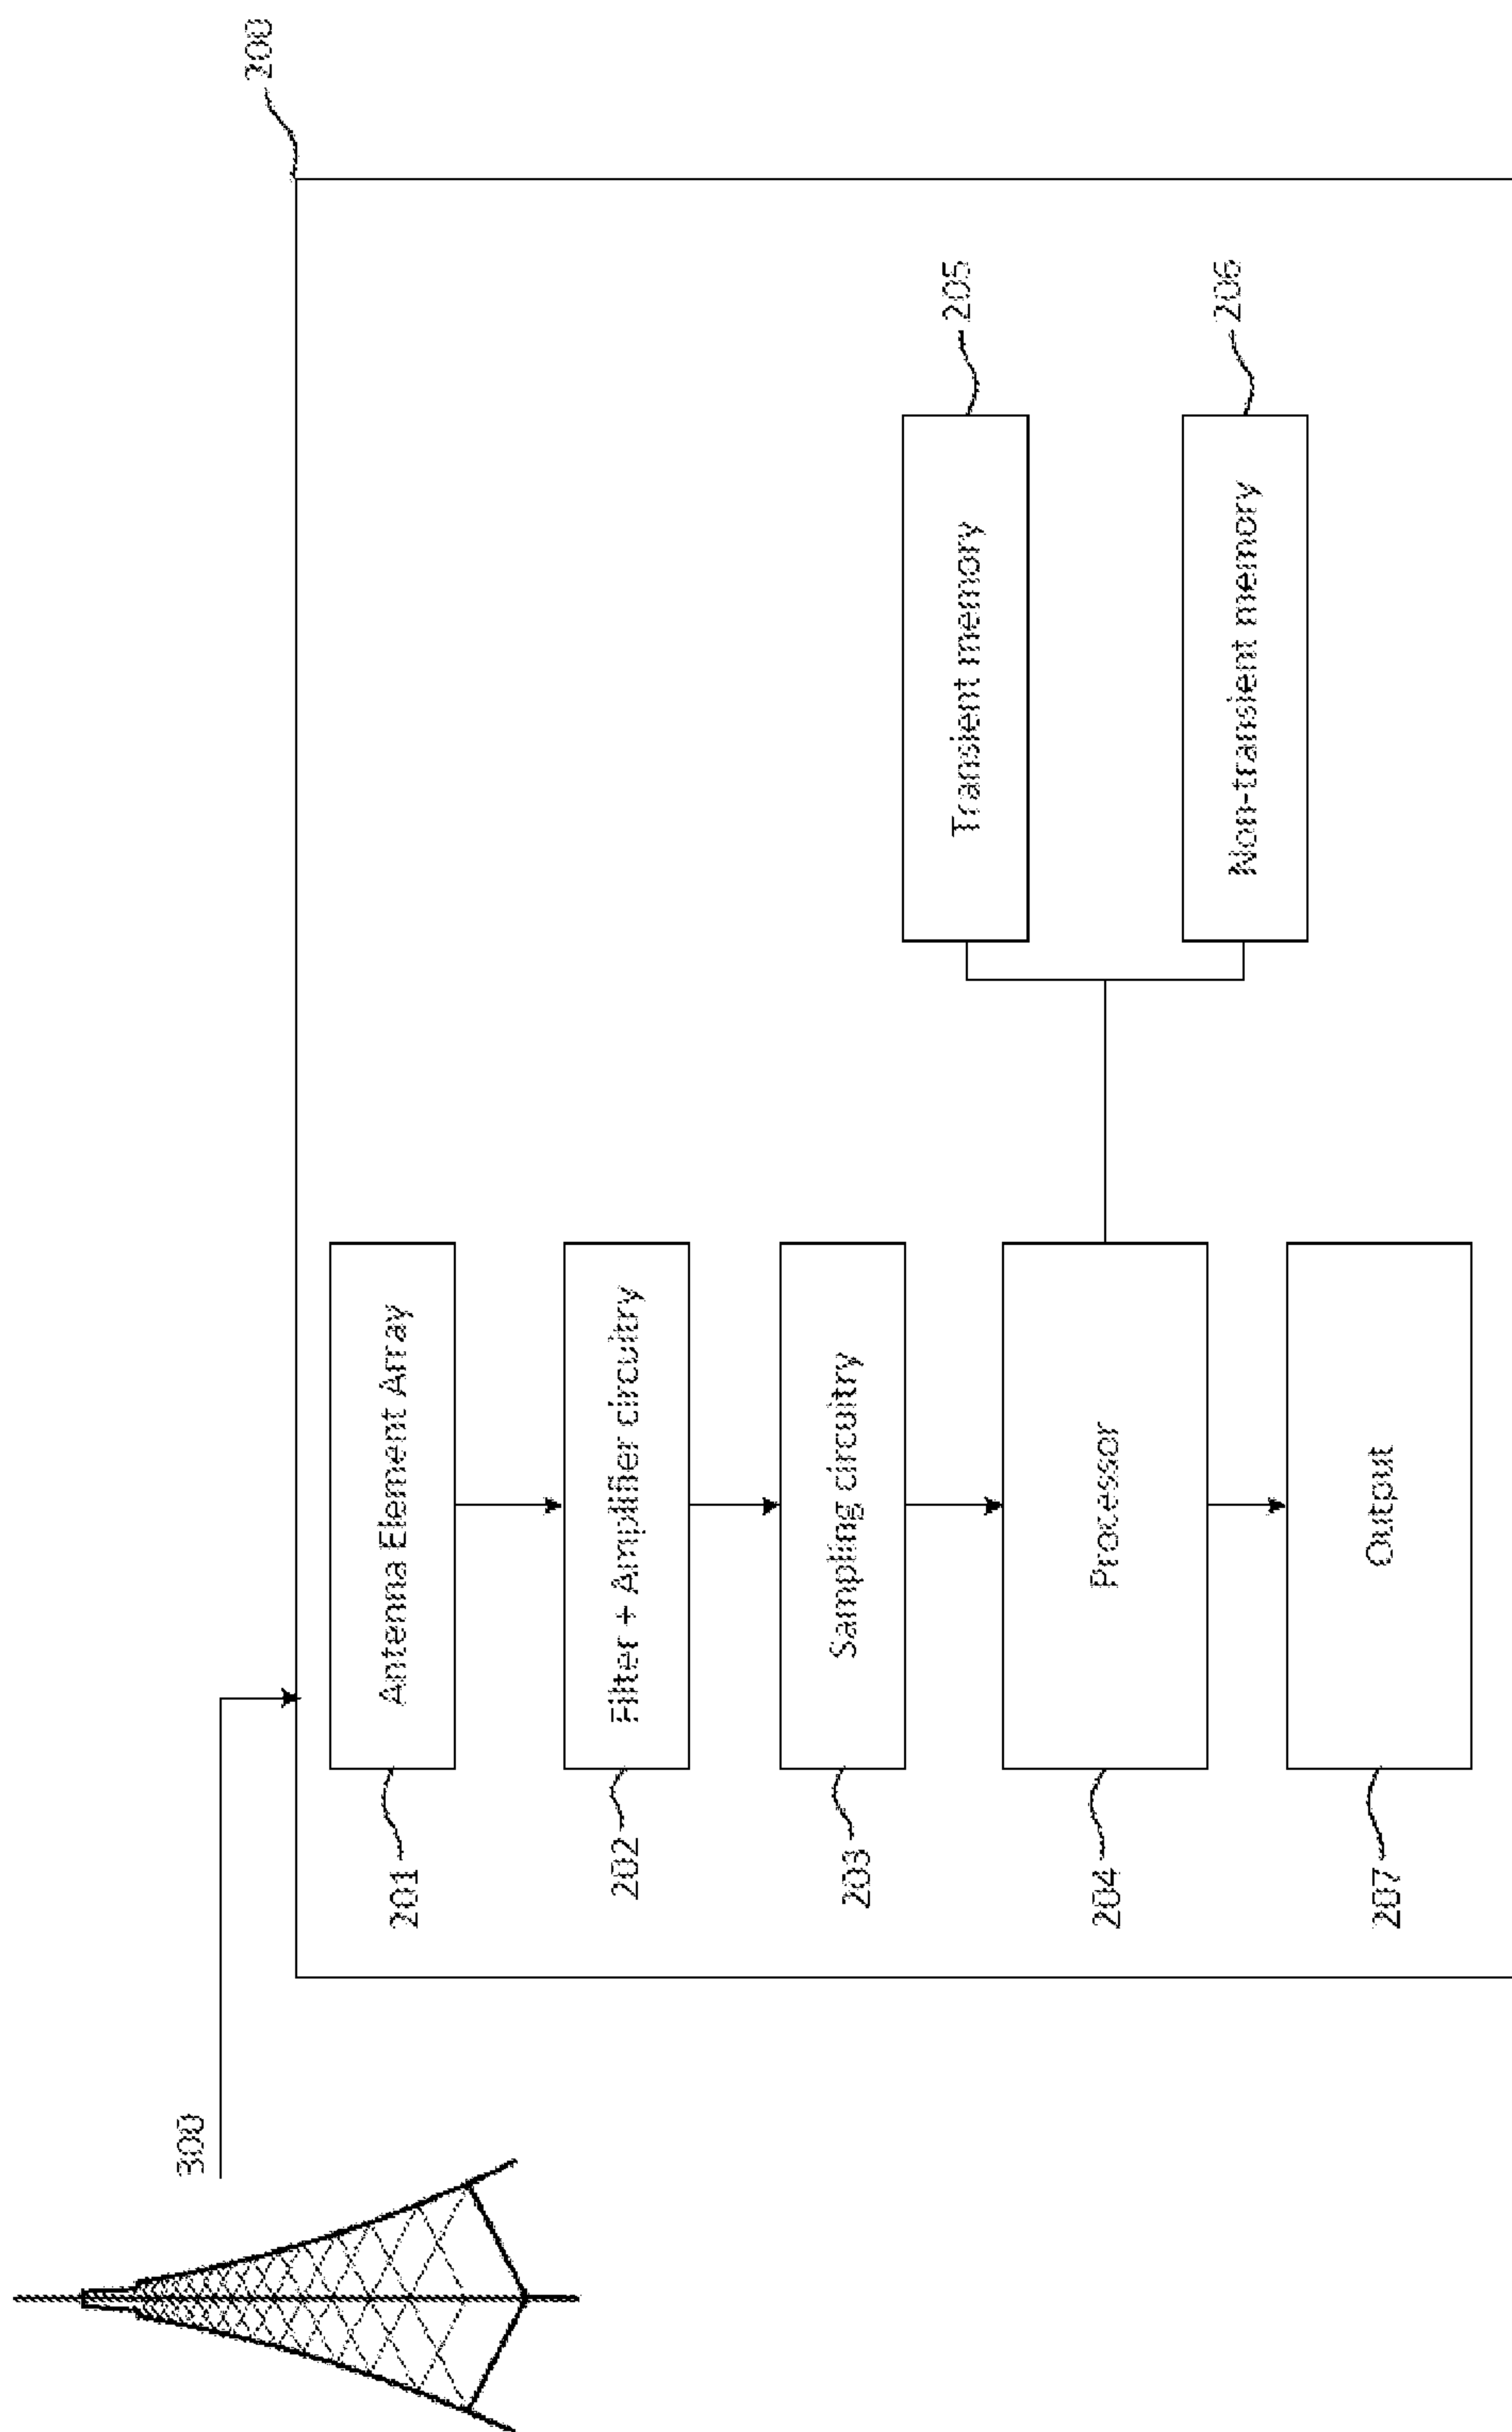 300
200
201
Antenna Element Array
202
Filter + Amplifier circuitry
203
Sampling circuitry
205
Transient memory
204
Processor
206
Non-transient memory
207
Output